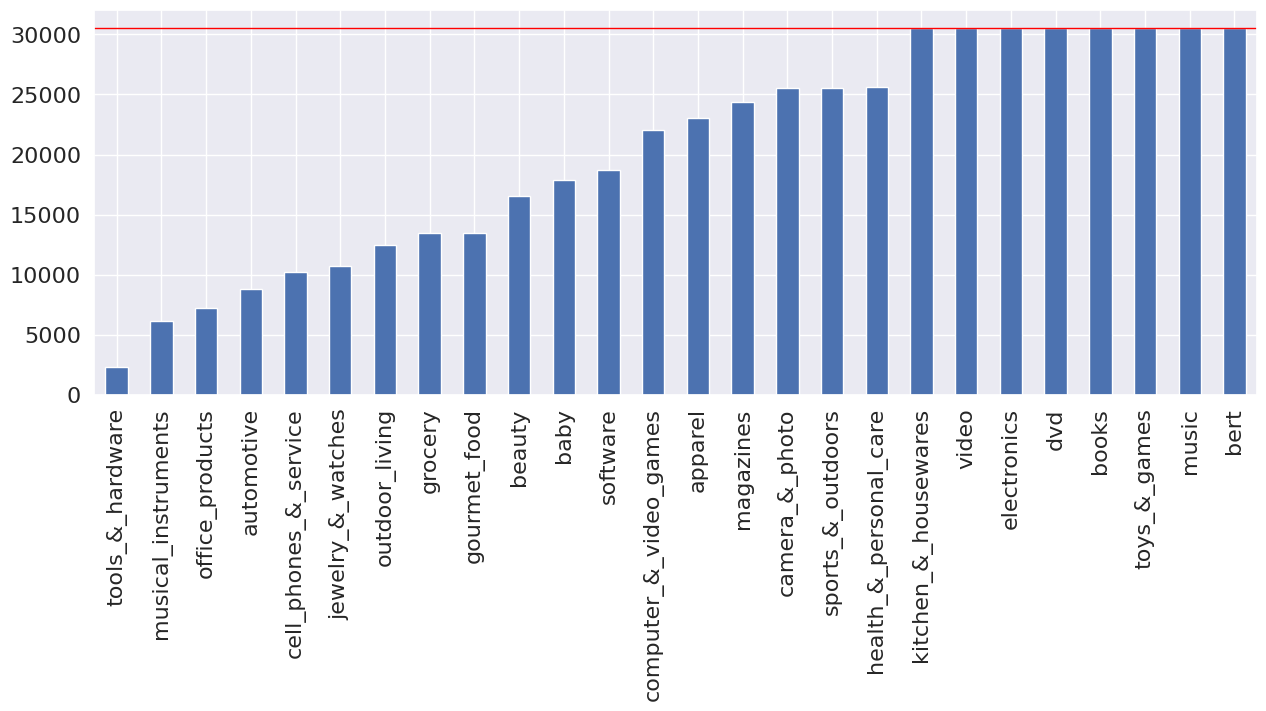 30000
25000
20000
15000
10000
5000
0
tools_&_hardware
musical_instruments
office_products
automotive
cell_phones_&_service
jewelry_&_watches
outdoor_living
grocery
gourmet_food
beauty
baby
software
computer_&_video_games
apparel
magazines
camera_&_photo
sports_&_outdoors
health_&_personal_care
kitchen_&_housewares
video
electronics
dvd
books
toys_&_games
music
bert